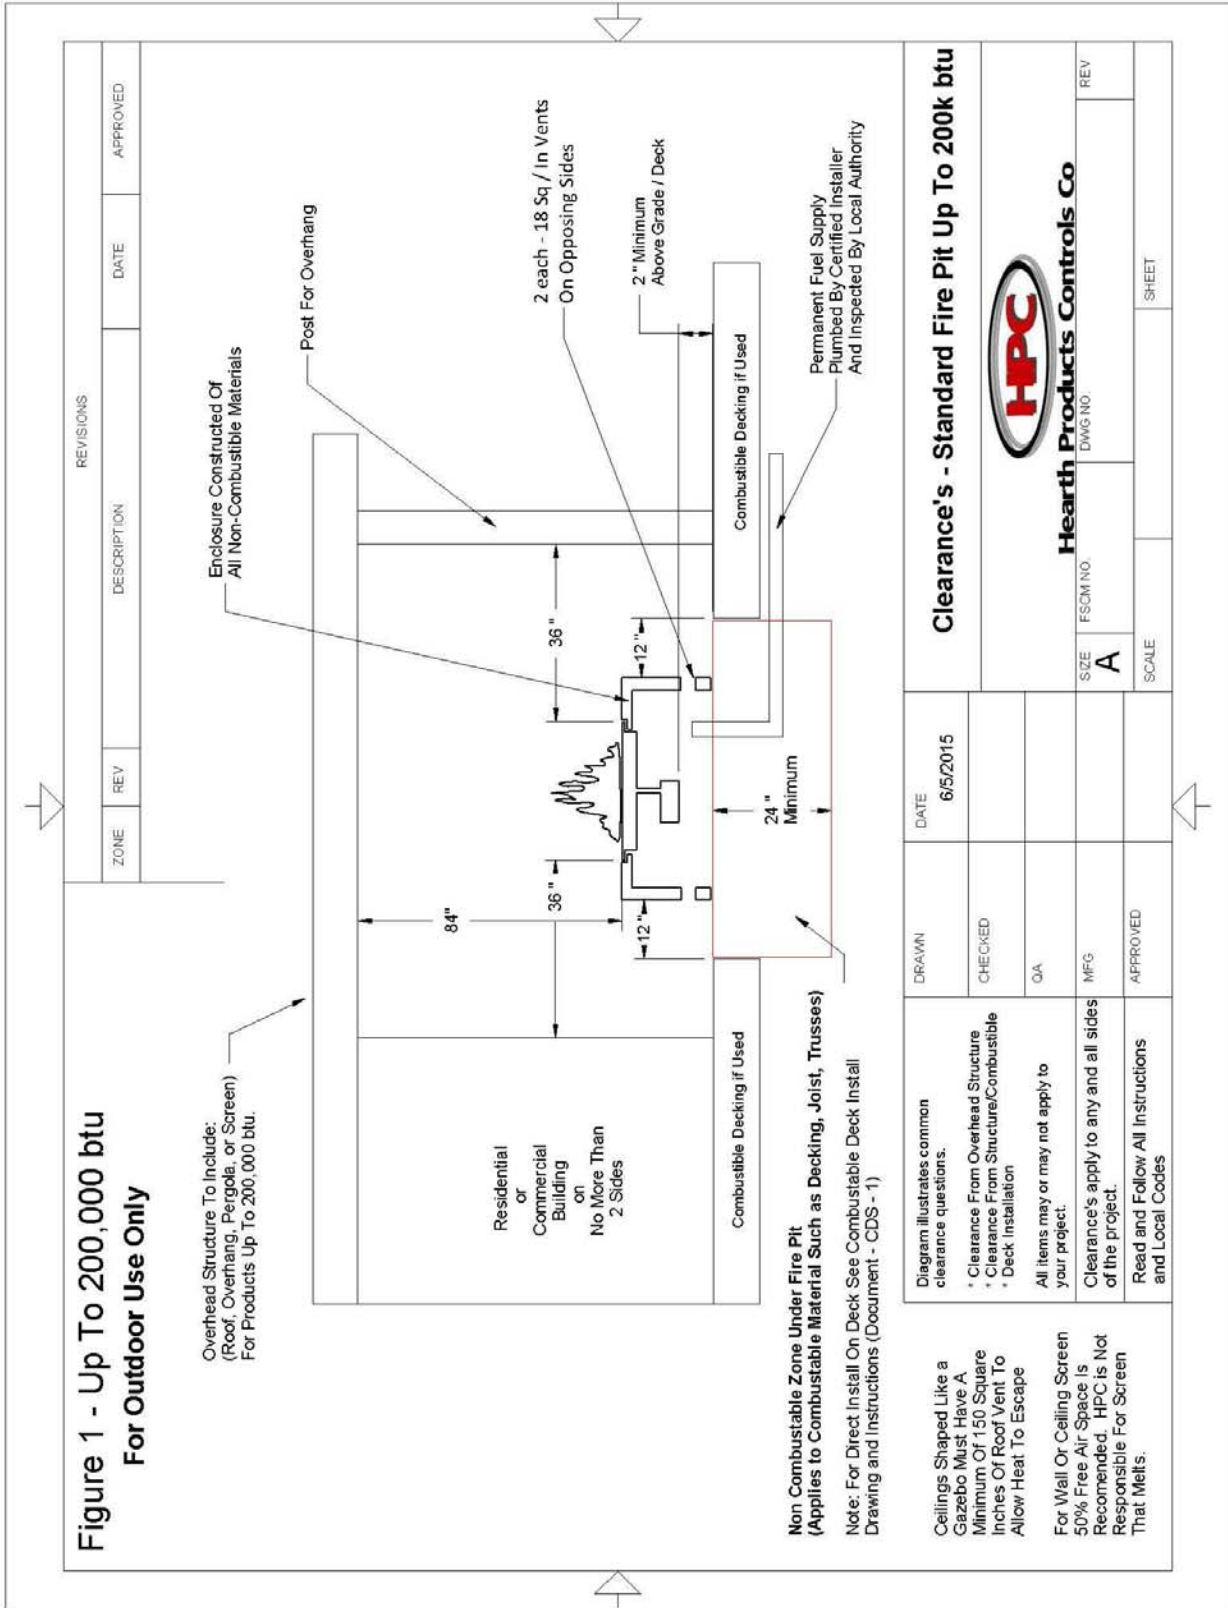 Figure 1 - Up To 200,000 btu
For Outdoor Use Only
REVISIONS
ZONE
REV
DESCRIPTION
DATE
APPROVED
Overhead Structure To Include:
(Roof, Overhang, Pergola, or Screen)
For Products Up To 200,000 btu.
Enclosure Constructed Of
All Non-Combustible Materials
Post For Overhang
2 each - 18 Sq / In Vents
On Opposing Sides
2" Minimum
Above Grade / Deck
Permanent Fuel Supply
Plumbed By Certified Installer
And Inspected By Local Authority
84"
36"
36"
12"
12"
24"
Minimum
Residential
or
Commercial
Building
on
No More Than
2 Sides
Combustible Decking if Used
Combustible Decking if Used
Non Combustable Zone Under Fire Pit
(Applies to Combustable Material Such as Decking, Joist, Trusses)
Note: For Direct Install On Deck See Combustable Deck Install
Drawing and Instructions (Document - CDS - 1)
Ceilings Shaped Like a
Gazebo Must Have A
Minimum Of 150 Square
Inches Of Roof Vent To
Allow Heat To Escape
For Wall Or Ceiling Screen
50% Free Air Space Is
Recomended. HPC is Not
Responsible For Screen
That Melts.
Diagram illustrates common
clearance questions.
* Clearance From Overhead Structure
* Clearance From Structure/Combustible
* Deck Installation
All items may or may not apply to
your project.
Clearance's apply to any and all sides
of the project.
Read and Follow All Instructions
and Local Codes
DRAWN
CHECKED
QA
MFG
APPROVED
DATE
6/5/2015
Clearance's - Standard Fire Pit Up To 200k btu
HPC
Hearth Products Controls Co
SIZE
A
FSCM NO.
DWG NO.
REV
SCALE
SHEET